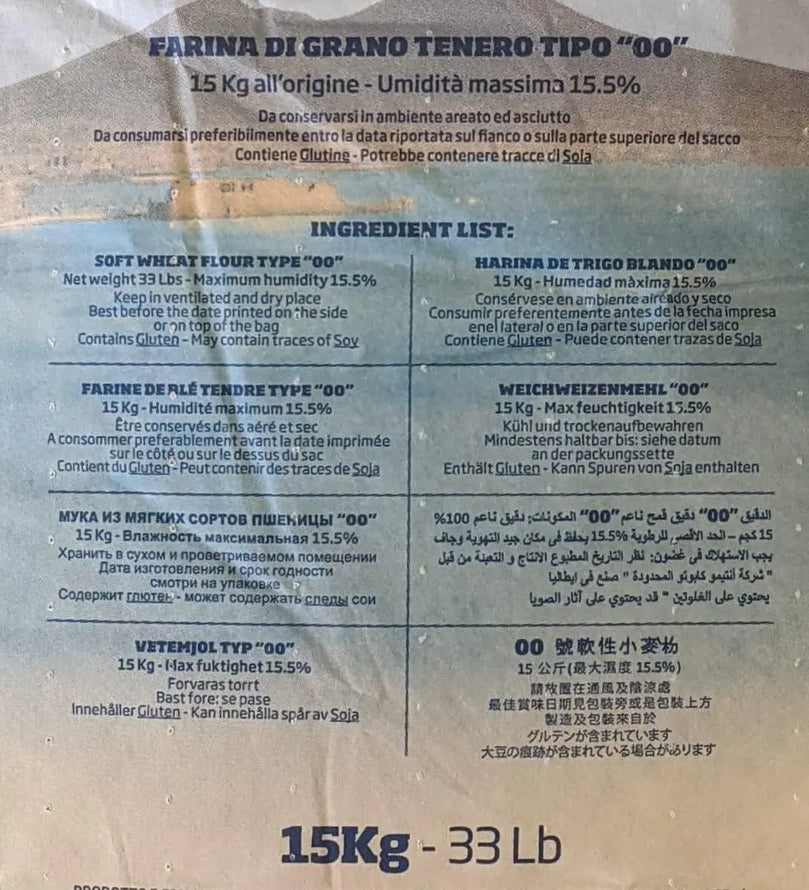 FARINA DI GRANO TENERO TIPO "00"
15 Kg all'origine - Umidità massima 15.5%
Da conservarsi in ambiente areato ed asciutto
Da consumarsi preferibilmente entro la data riportata sul fianco o sulla parte superiore del sacco
Contiene Glutine - Potrebbe contenere tracce di Soia
INGREDIENT LIST:
SOFT WHEAT FLOUR TYPE "00"
Net weight 33 Lbs - Maximum humidity 15.5%
Keep in ventilated and dry place
Best before the date printed on the side
or on top of the bag
Contains Gluten - May contain traces of Soy
HARINA DE TRIGO BLANDO "00"
15 Kg - Humedad màxima 15.5%
Consérvese en ambiente aireado y seco
Consumir preferentemente antes de la fecha impresa
enel lateral o en la parte superior del saco
Contiene Gluten - Puede contener trazas de Soja
FARINE DE BLÉ TENDRE TYPE "00"
15 Kg - Humidité maximum 15.5%
Être conservés dans aéré et sec
A consommer preferablement avant la date imprimée
sur le côté ou sur le dessus du sac
Contient du Gluten - Peut contenir des traces de Soja
WEICHWEIZENMEHL "00"
15 Kg - Max feuchtigkeit 15.5%
Kühl und trockenaufbewahren
Mindestens haltbar bis: siehe datum
an der packungssette
Enthält Gluten - Kann Spuren von Soja enthalten
МУКА ИЗ МЯГКИХ СОРТОВ ПШЕНИЦЫ "00"
15 Kg - Влажность максимальная 15.5%
Хранить в сухом и проветриваемом помещении
Дата изготовления и срок годности
смотри на упаковке
Содержит глютен - может содержать следы сои
الدقيق "00" دقيق قمح ناعم "00" المكونات: دقيق ناعم 100%
15 كجم – الحد الاقصى للرطوبة 15.5% يحفظ فى مكان جيد التهوية وجاف
يجب الاستهلاك فى غضون: نظر التاريخ المطبوع الانتاج و التعبئة من قبل
" شركة أنتيمو كابوتو المحدودة " صنع فى ايطاليا
يحتوي على الغلوتين " قد يحتوي على آثار الصويا
VETEMJOL TYP "00"
15 Kg - Max fuktighet 15.5%
Forvaras torrt
Bast fore: se pase
Innehåller Gluten - Kan innehålla spår av Soja
00 號軟性小麥粉
15 公斤(最大濕度 15.5%)
請放置在通風及陰涼處
最佳賞味日期見包裝旁或是包裝上方
製造及包裝來自於
グルテンが含まれています
大豆の痕跡が含まれている場合があります
15Kg - 33 Lb